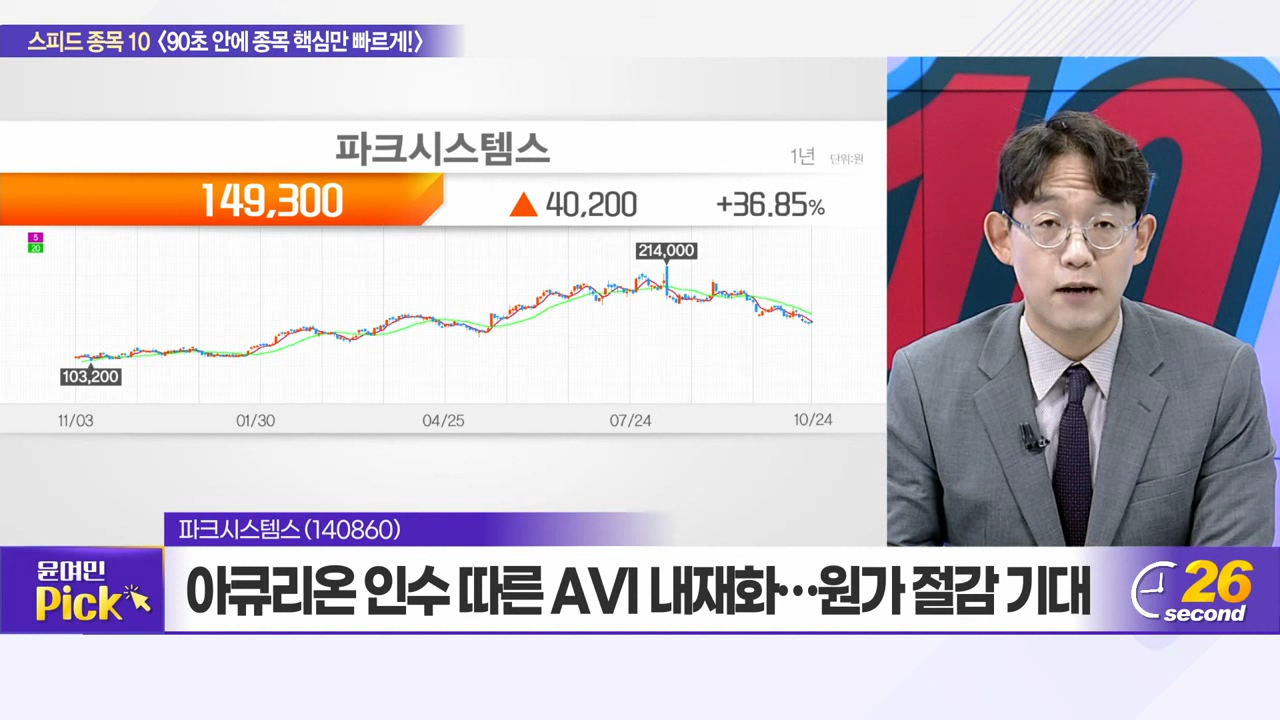 스피드 종목 10 〈90초 안에 종목 핵심만 빠르게!〉
10
파크시스템스
1년 단위:원
149,300 ▲ 40,200 +36.85%
5
20
214,000
103,200
11/03 01/30 04/25 07/24 10/24
파크시스템스(140860)
윤여민
Pick
아큐리온 인수 따른 AVI 내재화…원가 절감 기대
26
second